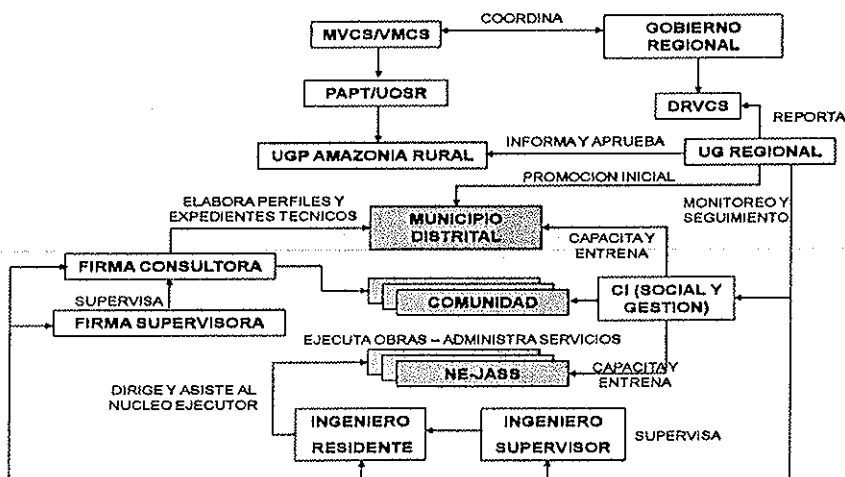 COORDINA
MVCS/VMCS
GOBIERNO
REGIONAL
PAPT/UOSR
DRVCS
REPORTA
INFORMA Y APRUEBA
UGP AMAZONIA RURAL
UG REGIONAL
PROMOCION INICIAL
ELABORA PERFILES Y
EXPEDIENTES TECNICOS
MONITOREO Y
SEGUIMIENTO
MUNICIPIO
DISTRITAL
CAPACITA Y
ENTRENA
FIRMA CONSULTORA
CI (SOCIAL Y
GESTION)
COMUNIDAD
SUPERVISA
FIRMA SUPERVISORA
EJECUTA OBRAS – ADMINISTRA SERVICIOS
NE-JASS
CAPACITA Y
ENTRENA
DIRIGE Y ASISTE AL
NUCLEO EJECUTOR
INGENIERO
RESIDENTE
INGENIERO
SUPERVISOR
SUPERVISA